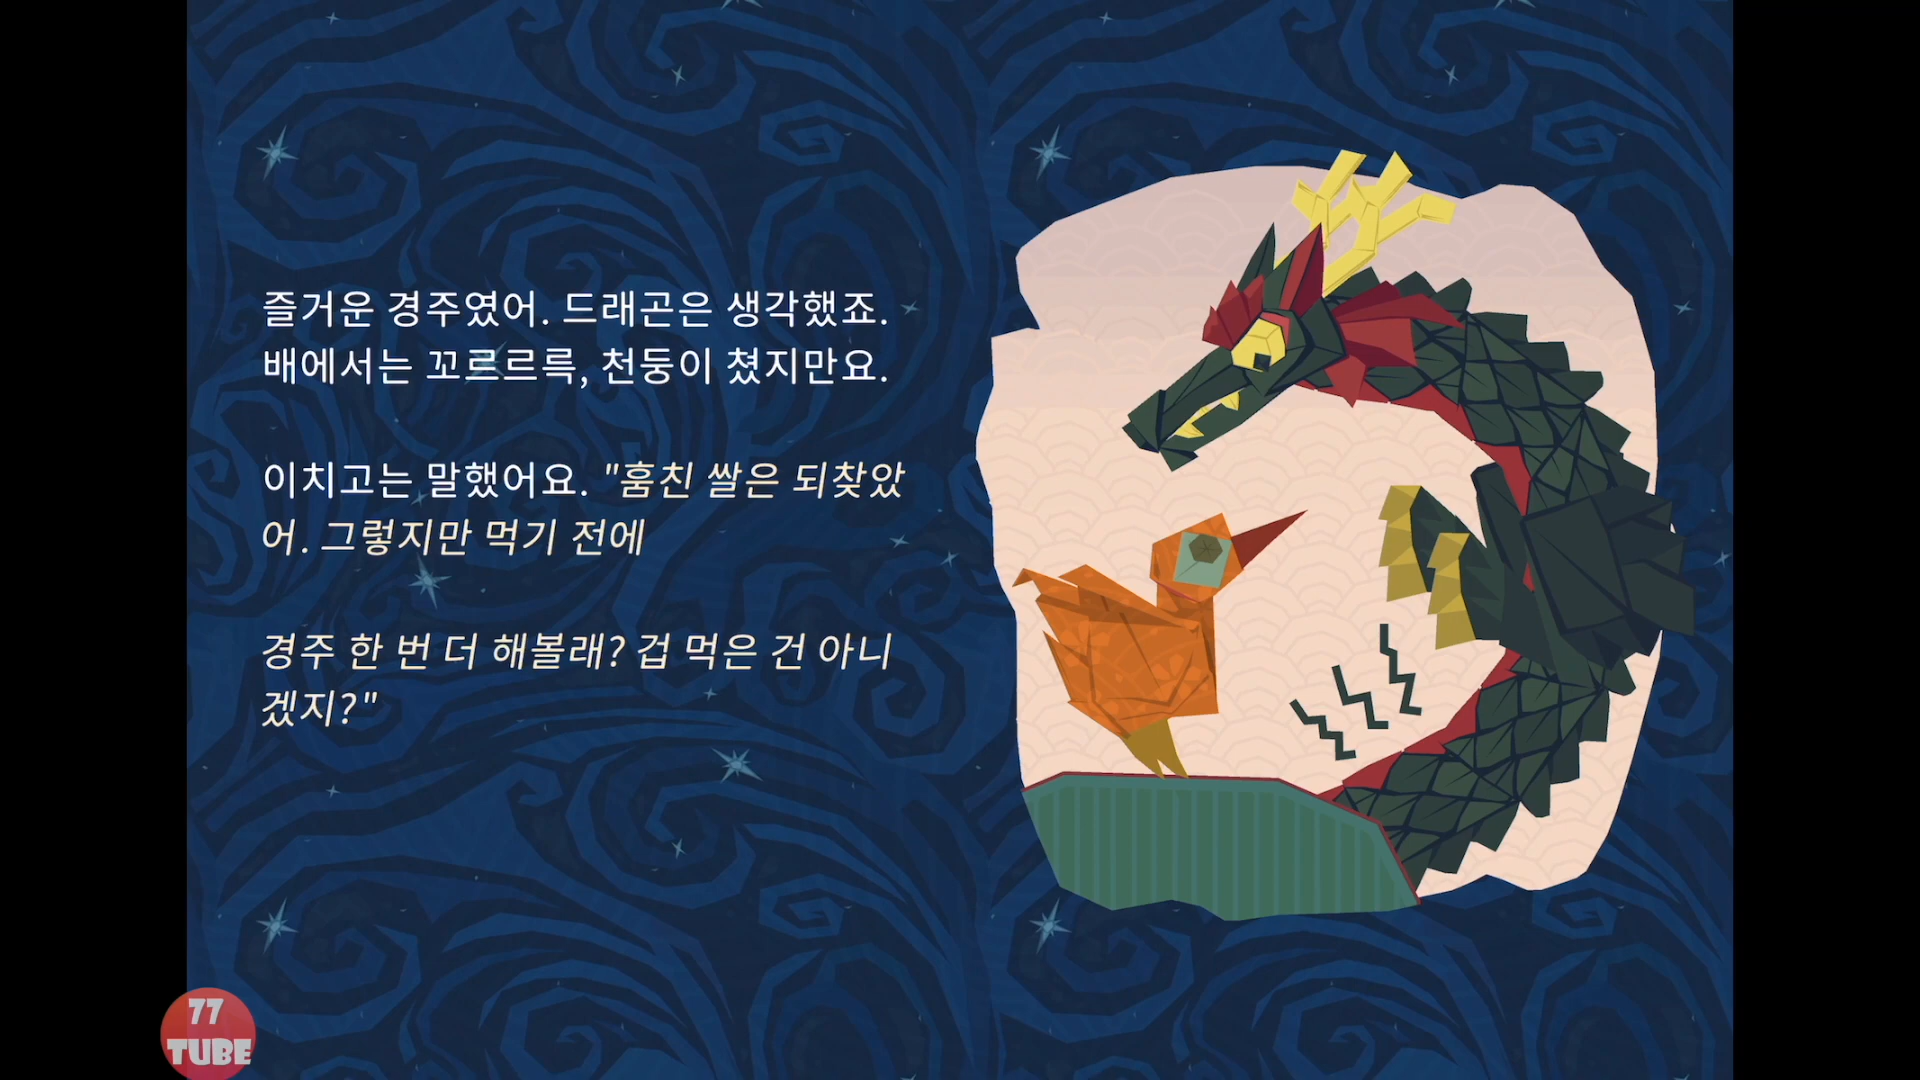 즐거운 경주였어. 드래곤은 생각했죠.
배에서는 꼬르르륵, 천둥이 쳤지만요.
이치고는 말했어요. "훔친 쌀은 되찾았
어. 그렇지만 먹기 전에
경주 한 번 더 해볼래? 겁 먹은 건 아니
겠지?"
77
TUBE